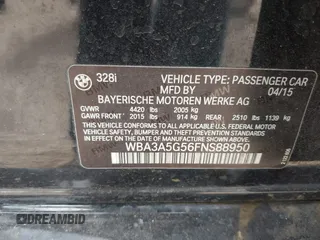 328i
VEHICLE TYPE: PASSENGER CAR
MFD BY: 04/15
BAYERISCHE MOTOREN WERKE AG
GVWR 4420 lbs 2005 kg
GAWR FRONT 2015 lbs 914 kg REAR: 2510 lbs 1139 kg
THIS VEHICLE CONFORMS TO ALL APPLICABLE U.S. FEDERAL MOTOR
VEHICLE SAFETY, BUMPER, AND THEFT PREVENTION STANDARDS
IN EFFECT ON THE DATE OF MANUFACTURE SHOWN ABOVE.
WBA3A5G56FNS88950
DREAMBID